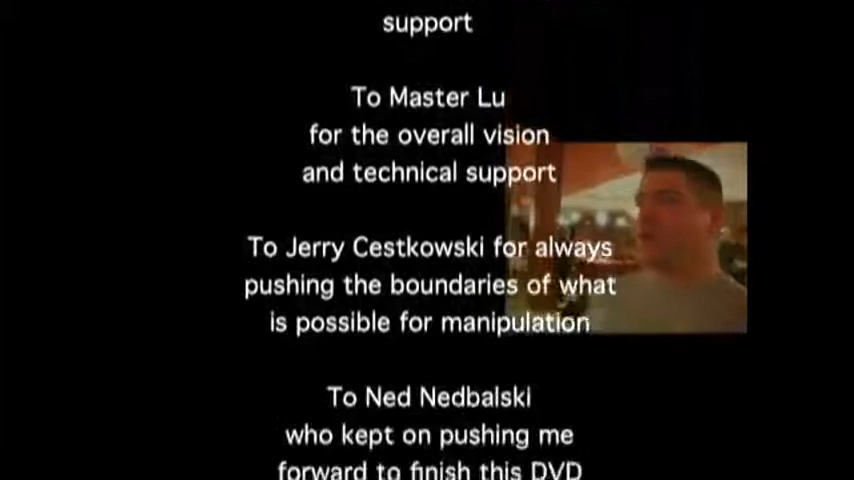 support
To Master Lu
for the overall vision
and technical support
To Jerry Cestkowski for always
pushing the boundaries of what
is possible for manipulation
To Ned Nedbalski
who kept on pushing me
forward to finish this DVD